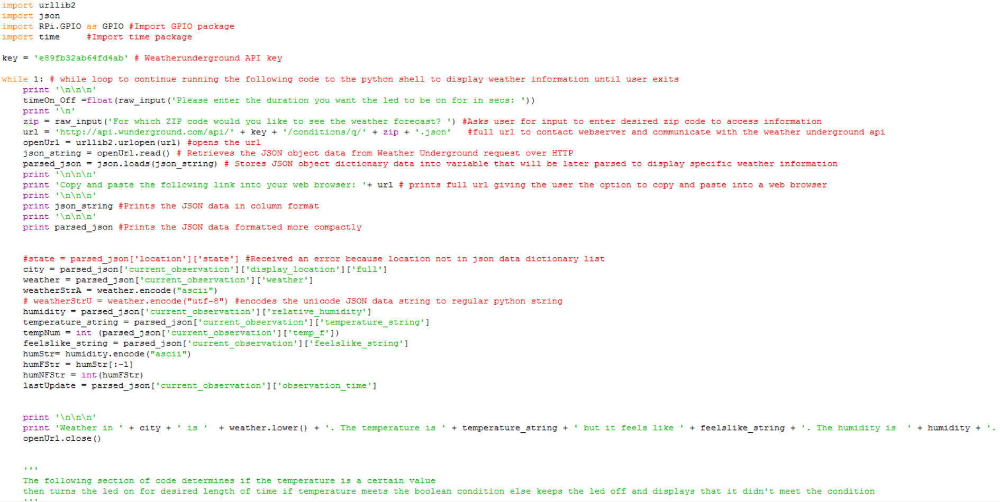 import urllib2
import json
import RPi.GPIO as GPIO #Import GPIO package
import time     #Import time package

key = 'e89fb32ab64fd4ab' # Weatherunderground API key

while 1: # while loop to continue running the following code to the python shell to display weather information until user exits
    print '\n\n\n'
    timeOn_Off =float(raw_input('Please enter the duration you want the led to be on for in secs: '))
    print '\n'
    zip = raw_input('For which ZIP code would you like to see the weather forecast? ') #Asks user for input to enter desired zip code to access information
    url = 'http://api.wunderground.com/api/' + key + '/conditions/q/' + zip + '.json'   #full url to contact webserver and communicate with the weather underground api
    openUrl = urllib2.urlopen(url) #opens the url
    json_string = openUrl.read() # Retrieves the JSON object data from Weather Underground request over HTTP
    parsed_json = json.loads(json_string) # Stores JSON object dictionary data into variable that will be later parsed to display specific weather information
    print '\n\n\n'
    print 'Copy and paste the following link into your web browser: '+ url # prints full url giving the user the option to copy and paste into a web browser
    print '\n\n\n'
    print json_string #Prints the JSON data in column format
    print '\n\n\n'
    print parsed_json #Prints the JSON data formatted more compactly


    #state = parsed_json['location']['state'] #Received an error because location not in json data dictionary list
    city = parsed_json['current_observation']['display_location']['full']
    weather = parsed_json['current_observation']['weather']
    weatherStrA = weather.encode("ascii")
    # weatherStrU = weather.encode("utf-8") #encodes the unicode JSON data string to regular python string
    humidity = parsed_json['current_observation']['relative_humidity']
    temperature_string = parsed_json['current_observation']['temperature_string']
    tempNum = int (parsed_json['current_observation']['temp_f'])
    feelslike_string = parsed_json['current_observation']['feelslike_string']
    humStr= humidity.encode("ascii")
    humFStr = humStr[:-1]
    humNFStr = int(humFStr)
    lastUpdate = parsed_json['current_observation']['observation_time']


    print '\n\n\n'
    print 'Weather in ' + city + ' is '  + weather.lower() + '. The temperature is ' + temperature_string + ' but it feels like ' + feelslike_string + '. The humidity is  ' + humidity + '.
    openUrl.close()


    '''
    The following section of code determines if the temperature is a certain value
    then turns the led on for desired length of time if temperature meets the boolean condition else keeps the led off and displays that it didn't meet the condition
    '''